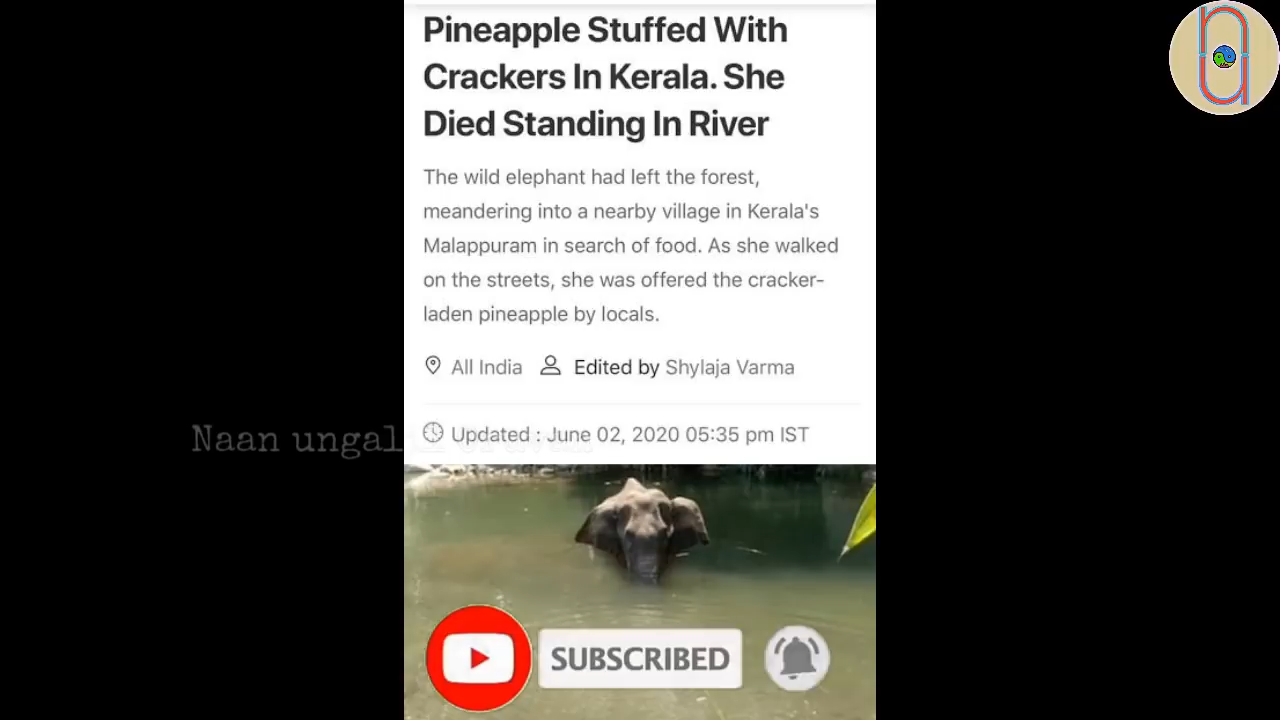 Pineapple Stuffed With
Crackers In Kerala. She
Died Standing In River
The wild elephant had left the forest,
meandering into a nearby village in Kerala's
Malappuram in search of food. As she walked
on the streets, she was offered the cracker-
laden pineapple by locals.
All India Edited by Shylaja Varma
Updated : June 02, 2020 05:35 pm IST
Naan ungalil oruvan
SUBSCRIBED